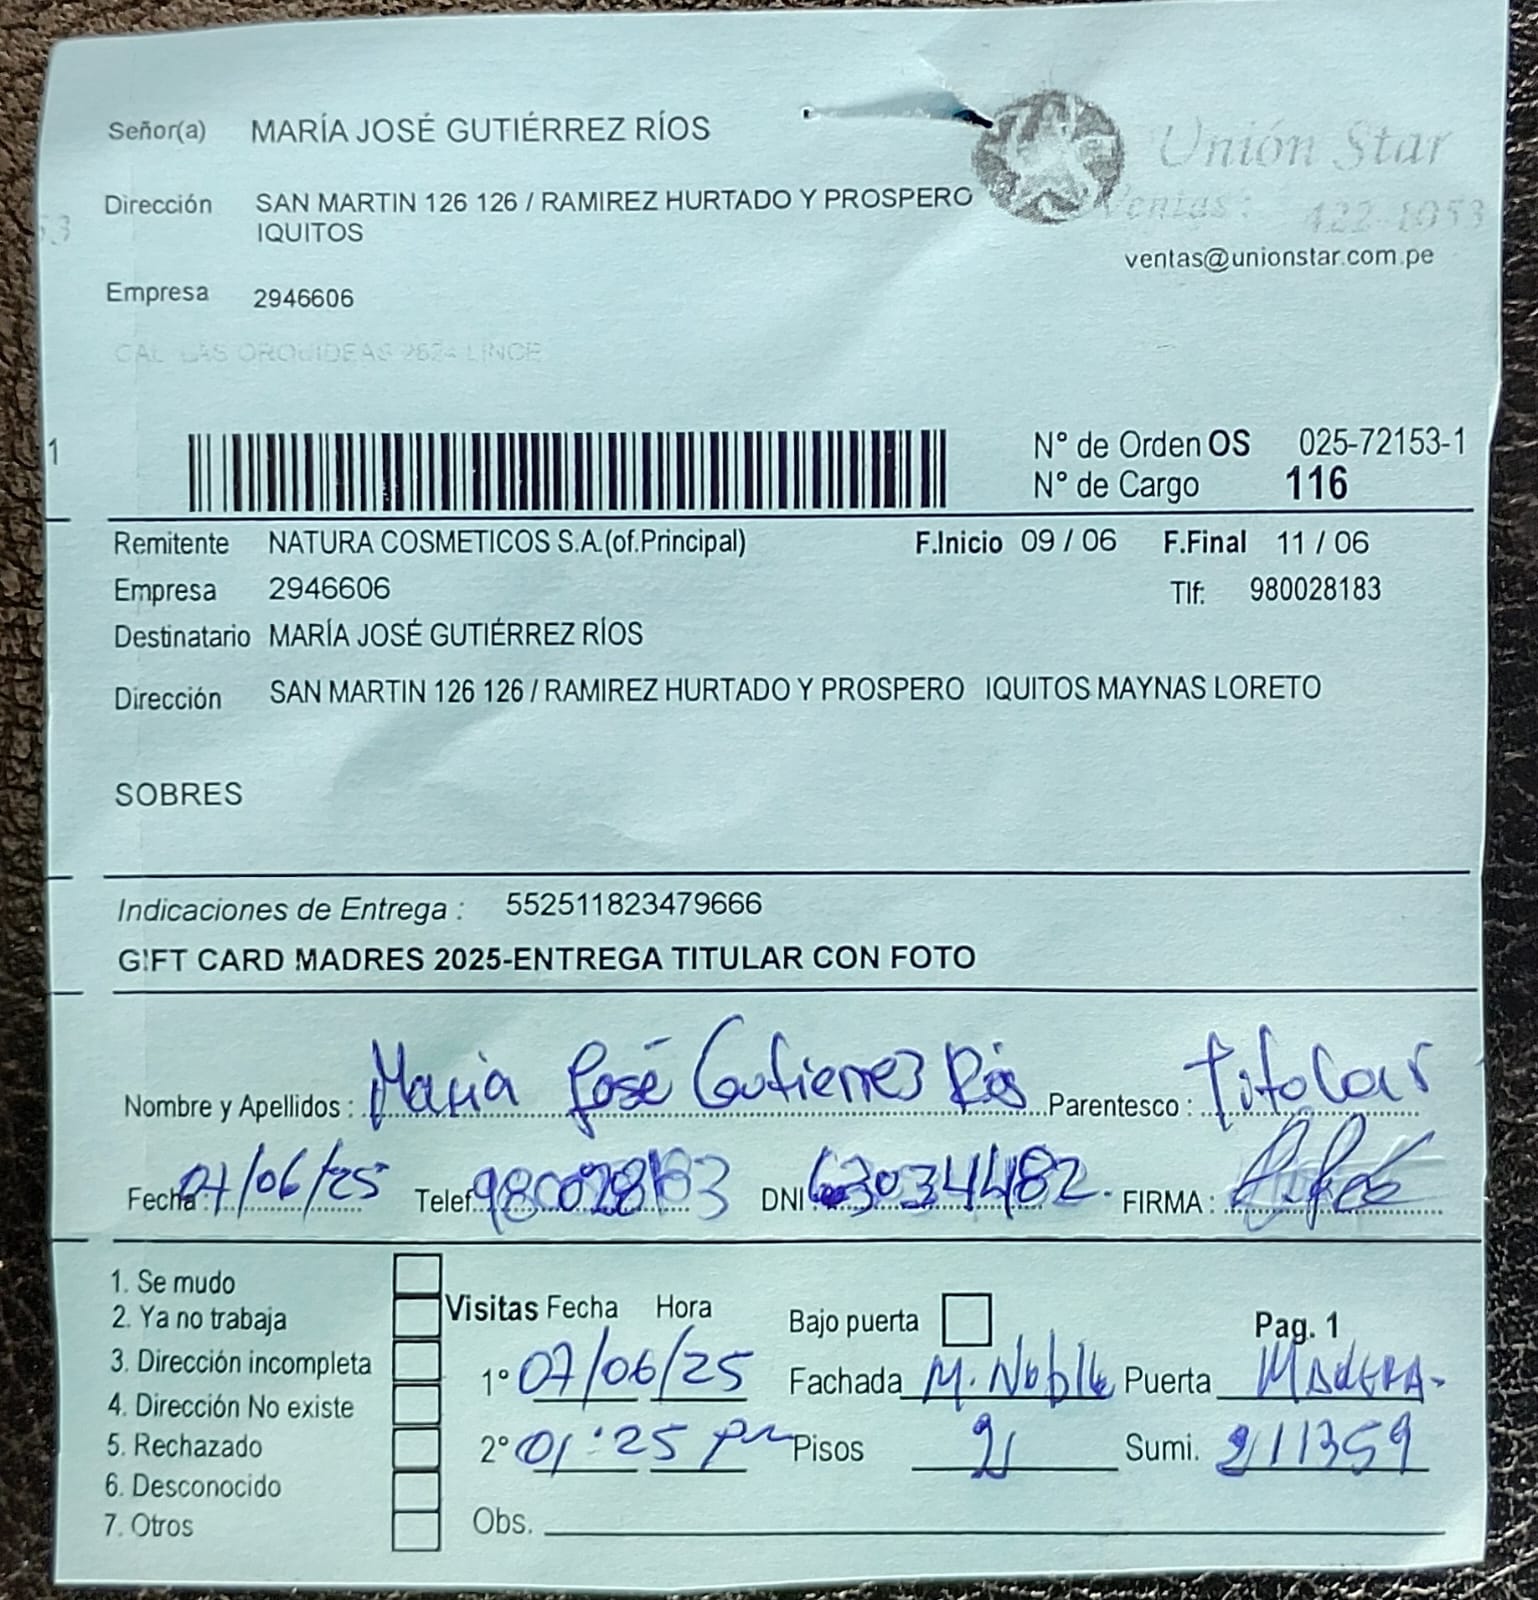 Señor(a) MARÍA JOSÉ GUTIÉRREZ RÍOS
Unión Star
Dirección SAN MARTIN 126 126 / RAMIREZ HURTADO Y PROSPERO
IQUITOS
Ventas: 422-1053
ventas@unionstar.com.pe
Empresa 2946606
CAL LAS ORQUIDEAS 2624 LINCE
N° de Orden OS 025-72153-1
N° de Cargo 116
Remitente NATURA COSMETICOS S.A.(of.Principal) F.Inicio 09 / 06 F.Final 11 / 06
Empresa 2946606 Tlf: 980028183
Destinatario MARÍA JOSÉ GUTIÉRREZ RÍOS
Dirección SAN MARTIN 126 126 / RAMIREZ HURTADO Y PROSPERO IQUITOS MAYNAS LORETO
SOBRES
Indicaciones de Entrega : 552511823479666
GIFT CARD MADRES 2025-ENTREGA TITULAR CON FOTO
Nombre y Apellidos : Maria José Gutierrez Ríos Parentesco : Titolar
Fecha : 07/06/25 Telef. 980028183 DNI : 63034482. FIRMA :
1. Se mudo
2. Ya no trabaja
3. Dirección incompleta
4. Dirección No existe
5. Rechazado
6. Desconocido
7. Otros
Visitas Fecha Hora Bajo puerta Pag. 1
1° 07/06/25 Fachada M. Noble Puerta MADERA-
2° 01:25 pm Pisos 2 Sumi. 211359
Obs.